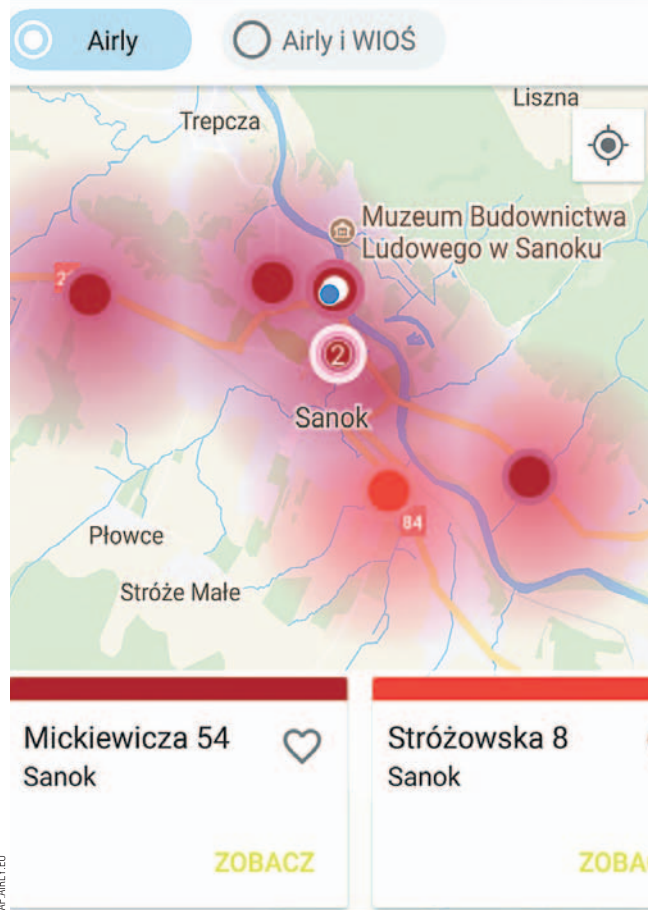 Airly
Airly i WIOŚ
Liszna
Trepcza
Muzeum Budownictwa
Ludowego w Sanoku
2
Sanok
84
Płowce
Stróże Małe
Mickiewicza 54
Sanok
ZOBACZ
Stróżowska 8
Sanok